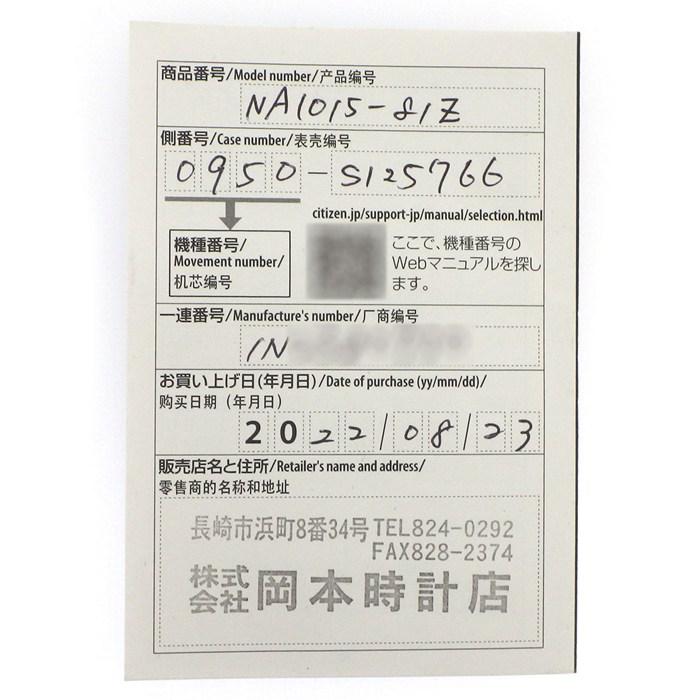 商品番号/Model number/产品编号
NA1015-81Z
側番号/Case number/表壳编号
0950-S125766
citizen.jp/support-jp/manual/selection.html
機種番号/
Movement number/
机芯编号
ここで、機種番号の
Webマニュアルを探し
ます。
一連番号/Manufacture's number/厂商编号
IN
お買い上げ日(年月日)/Date of purchase (yy/mm/dd)/
购买日期（年月日）
2022/08/23
販売店名と住所/Retailer's name and address/
零售商的名称和地址
長崎市浜町8番34号TEL824-0292
FAX828-2374
株式会社岡本時計店